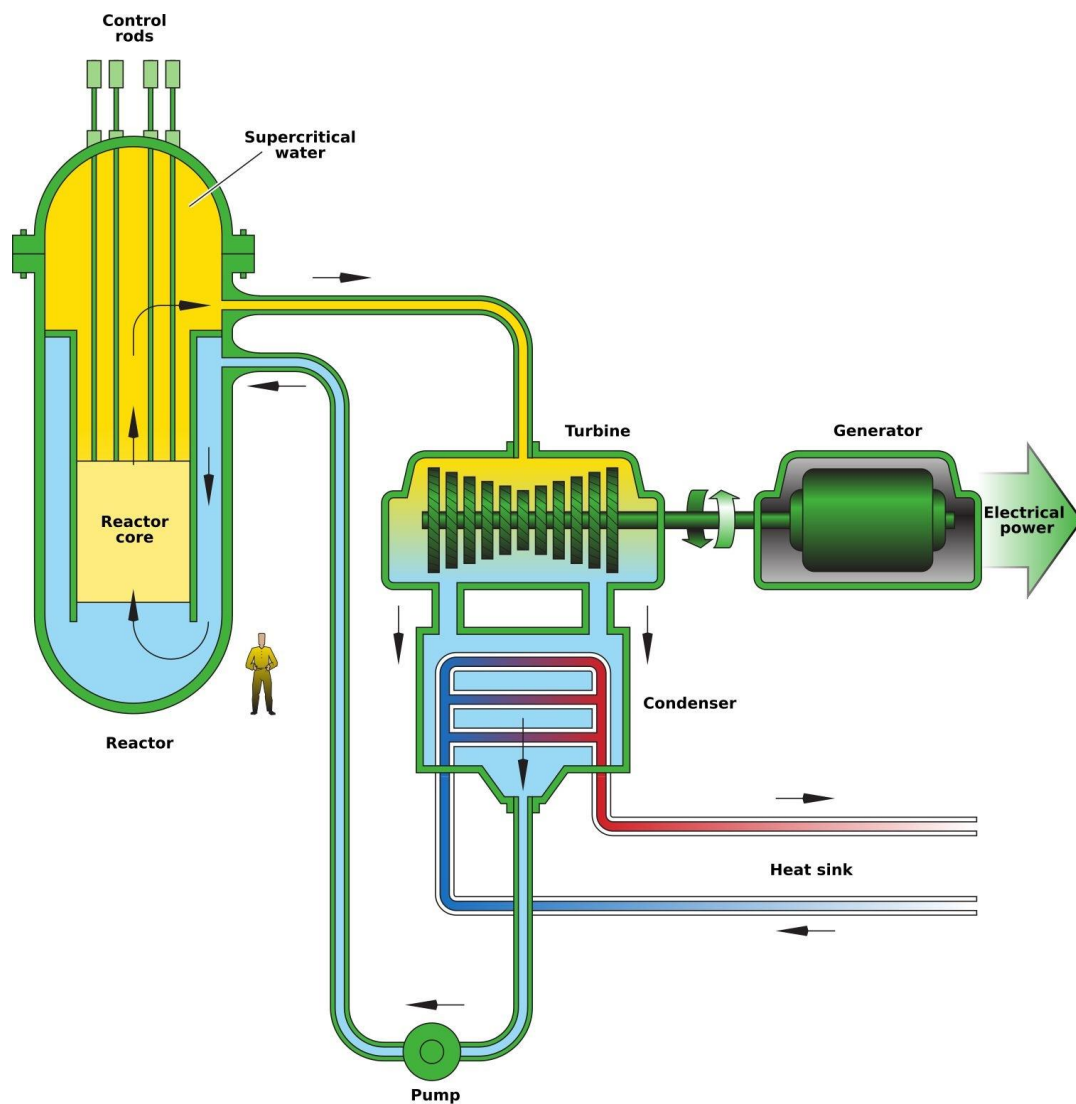 Control
rods
Supercritical
water
Turbine
Generator
Reactor
core
Electrical
power
Condenser
Reactor
Heat sink
Pump